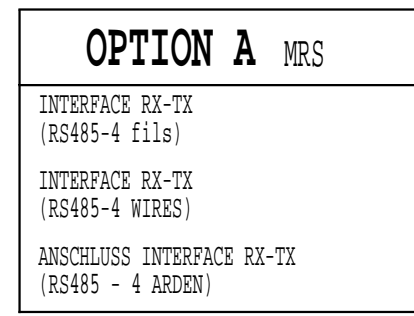 OPTION A MRS
INTERFACE RX-TX
(RS485-4 fils)
INTERFACE RX-TX
(RS485-4 WIRES)
ANSCHLUSS INTERFACE RX-TX
(RS485 - 4 ARDEN)